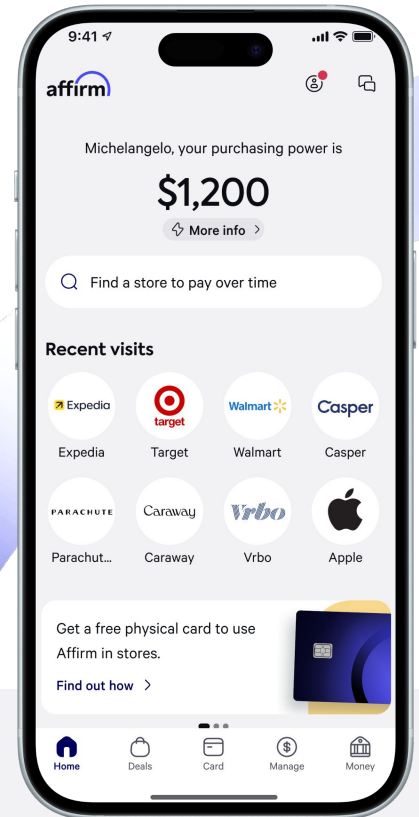 9:41
affirm
Michelangelo, your purchasing power is
$1,200
More info
Find a store to pay over time
Recent visits
Expedia
target
Walmart
Casper
Expedia
Target
Walmart
Casper
PARACHUTE
Caraway
Vrbo
Parachut...
Caraway
Vrbo
Apple
Get a free physical card to use
Affirm in stores.
Find out how
Home
Deals
Card
Manage
Money